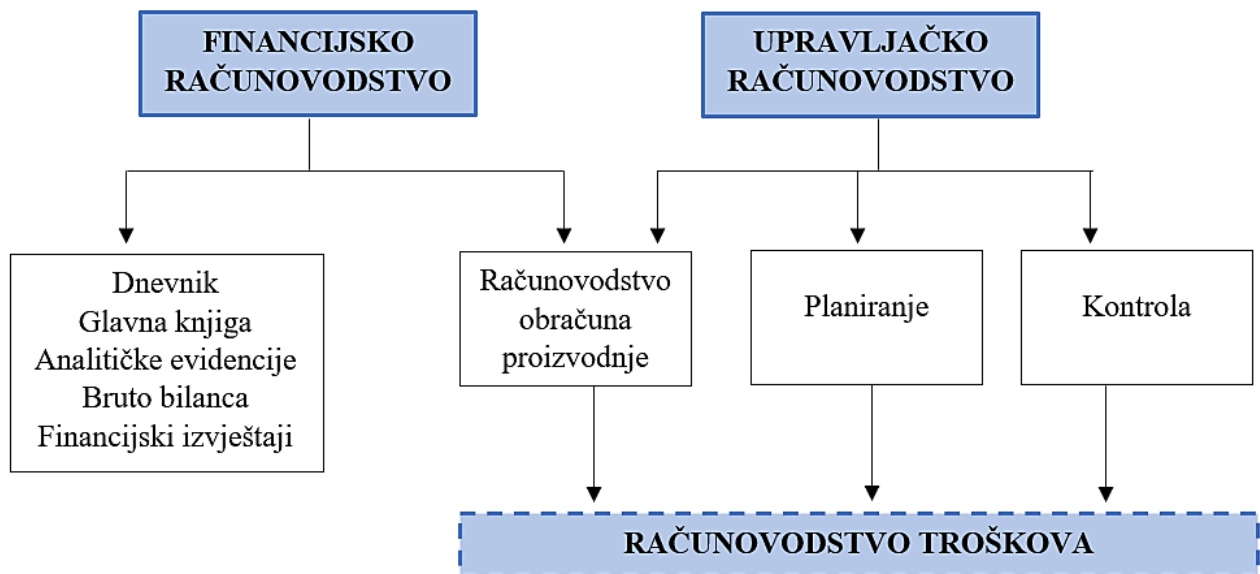 FINANCIJSKO
RAČUNOVODSTVO
UPRAVLJAČKO
RAČUNOVODSTVO
Dnevnik
Glavna knjiga
Analitičke evidencije
Bruto bilanca
Financijski izvještaji
Računovodstvo
obračuna
proizvodnje
Planiranje
Kontrola
RAČUNOVODSTVO TROŠKOVA